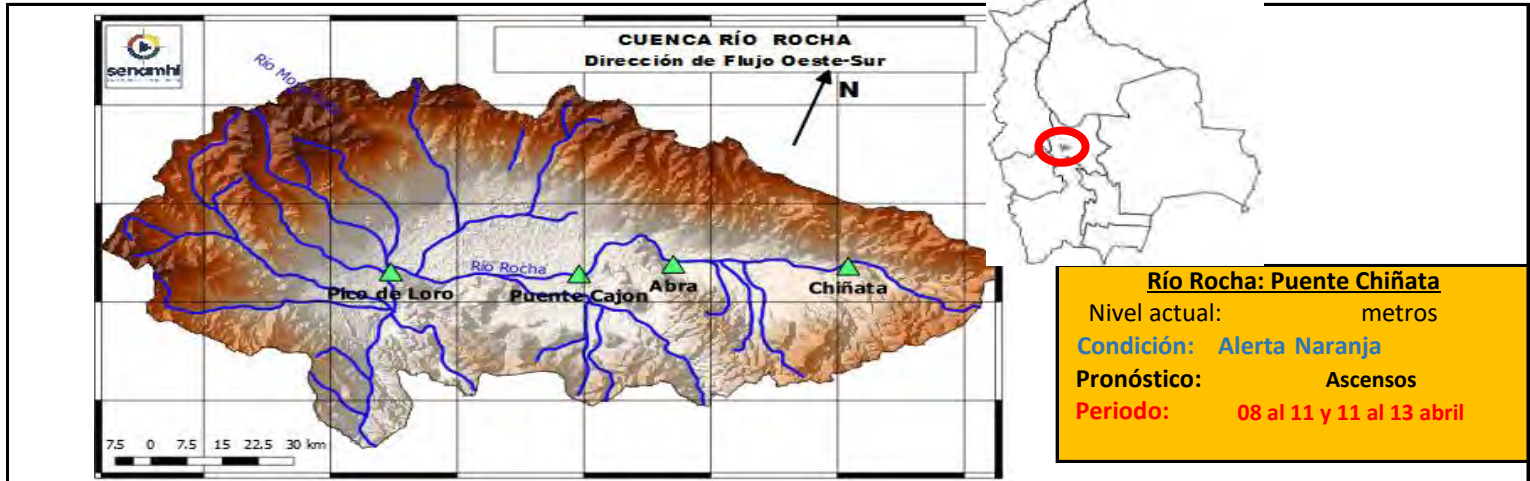 senamhi
CUENCA RÍO ROCHA
Dirección de Flujo Oeste-Sur
N
Río Rocha
Pico de Loro
Puente Cajon
Abra
Chiñata
7.5 0 7.5 15 22.5 30 km
Río Rocha: Puente Chiñata
Nivel actual: metros
Condición: Alerta Naranja
Pronóstico: Ascensos
Periodo: 08 al 11 y 11 al 13 abril